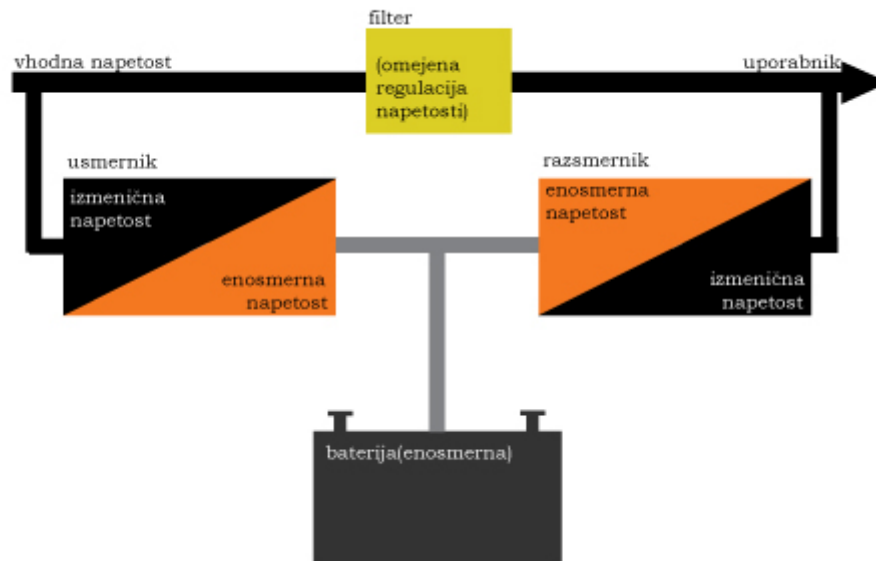 filter
vhodna napetost
(omejena
regulacija
napetosti)
uporabnik
usmernik
izmenična
napetost
enosmerna
napetost
razsmernik
enosmerna
napetost
izmenična
napetost
baterija(enosmerna)